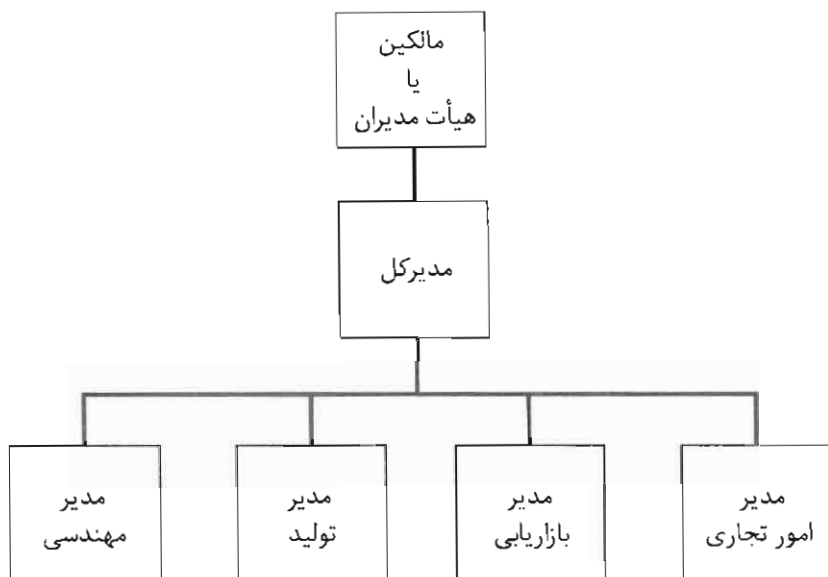 مالکین
یا
هیأت مدیران
مدیرکل
مدیر
امور تجاری
مدیر
بازاریابی
مدیر
تولید
مدیر
مهندسی